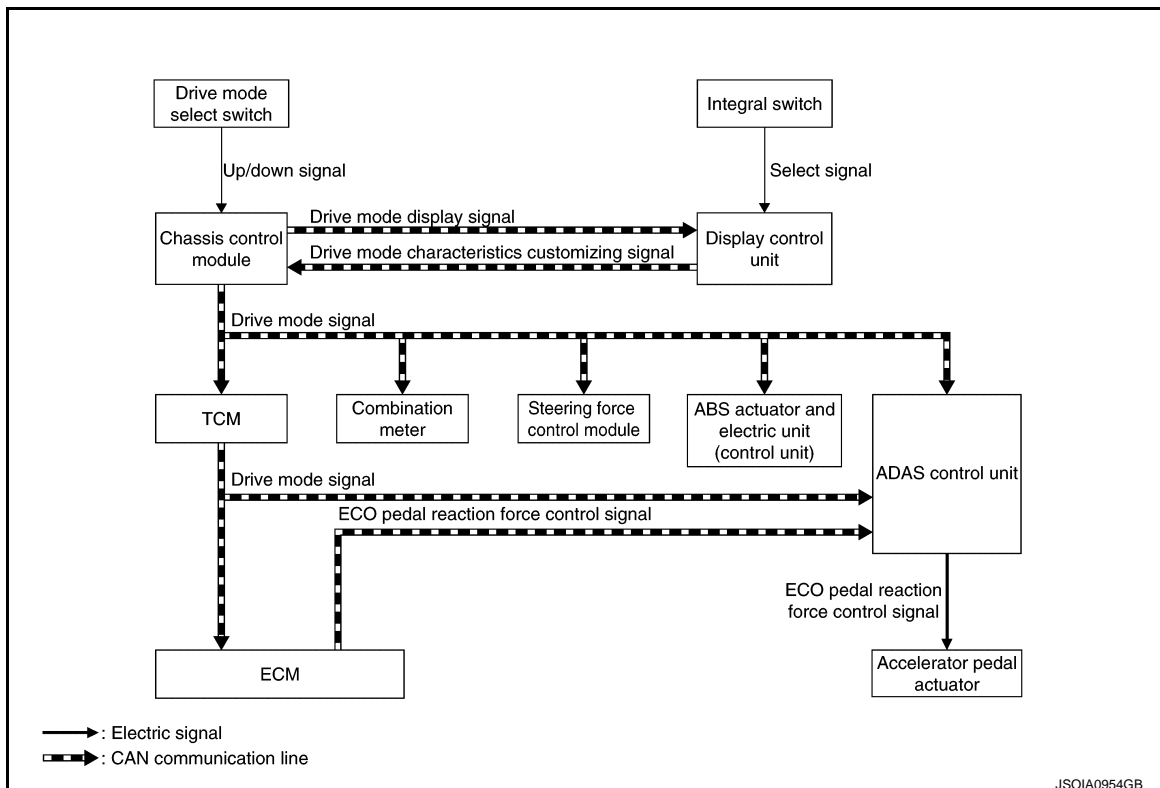 Drive mode
select switch
Integral switch
Up/down signal
Select signal
Chassis control
module
Drive mode display signal
Drive mode characteristics customizing signal
Display control
unit
Drive mode signal
TCM
Combination
meter
Steering force
control module
ABS actuator and
electric unit
(control unit)
ADAS control unit
Drive mode signal
ECO pedal reaction force control signal
ECO pedal reaction
force control signal
ECM
Accelerator pedal
actuator
: Electric signal
: CAN communication line
JSOIA0954GB